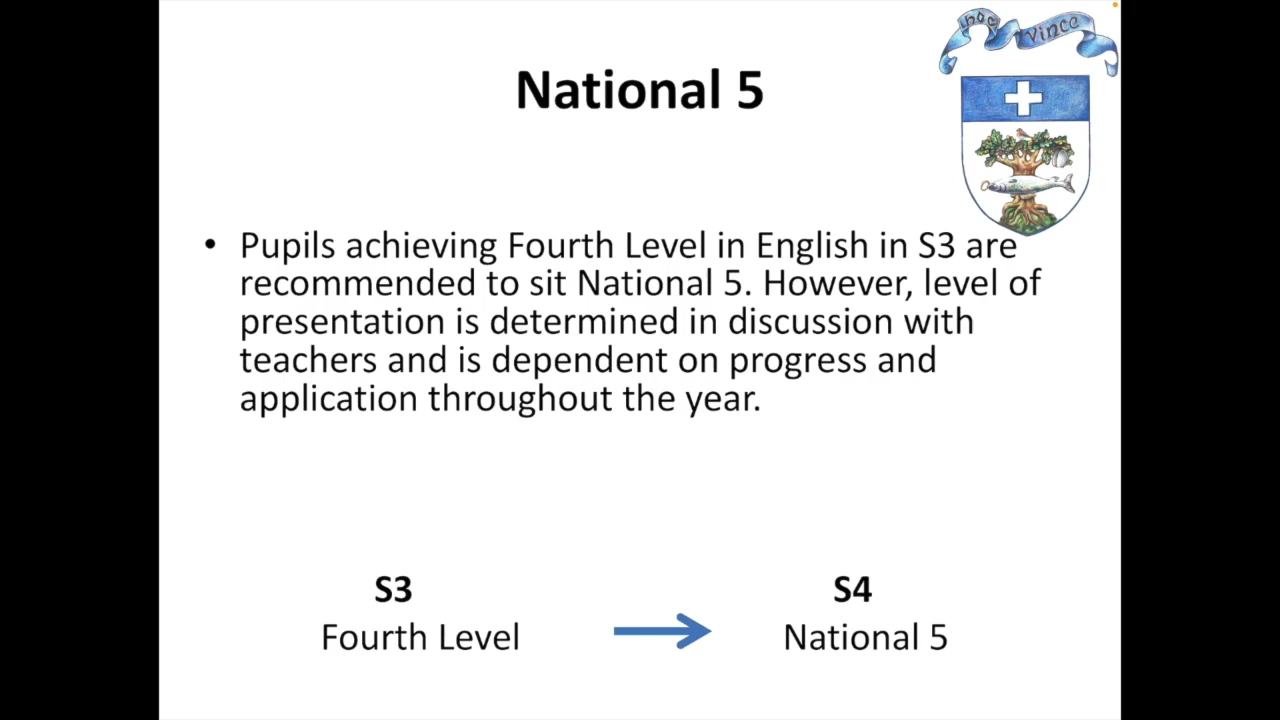 hoc vince
National 5
• Pupils achieving Fourth Level in English in S3 are
recommended to sit National 5. However, level of
presentation is determined in discussion with
teachers and is dependent on progress and
application throughout the year.
S3
Fourth Level
S4
National 5